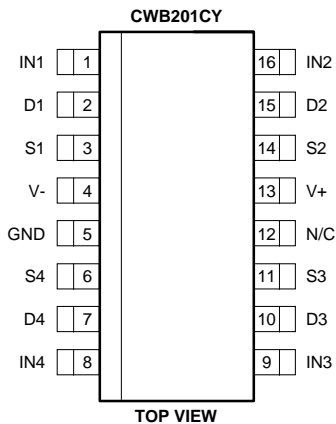 CWB201CY
IN1 1 16 IN2
D1 2 15 D2
S1 3 14 S2
V- 4 13 V+
GND 5 12 N/C
S4 6 11 S3
D4 7 10 D3
IN4 8 9 IN3
TOP VIEW